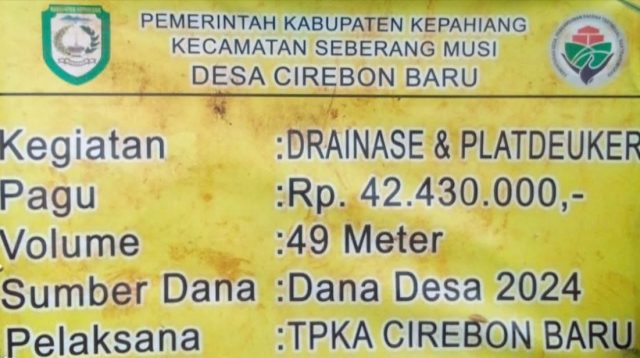 PEMERINTAH KABUPATEN KEPAHIANG
KECAMATAN SEBERANG MUSI
DESA CIREBON BARU
Kegiatan :DRAINASE & PLATDEUKER
Pagu :Rp. 42.430.000,-
Volume :49 Meter
Sumber Dana :Dana Desa 2024
Pelaksana :TPKA CIREBON BARU